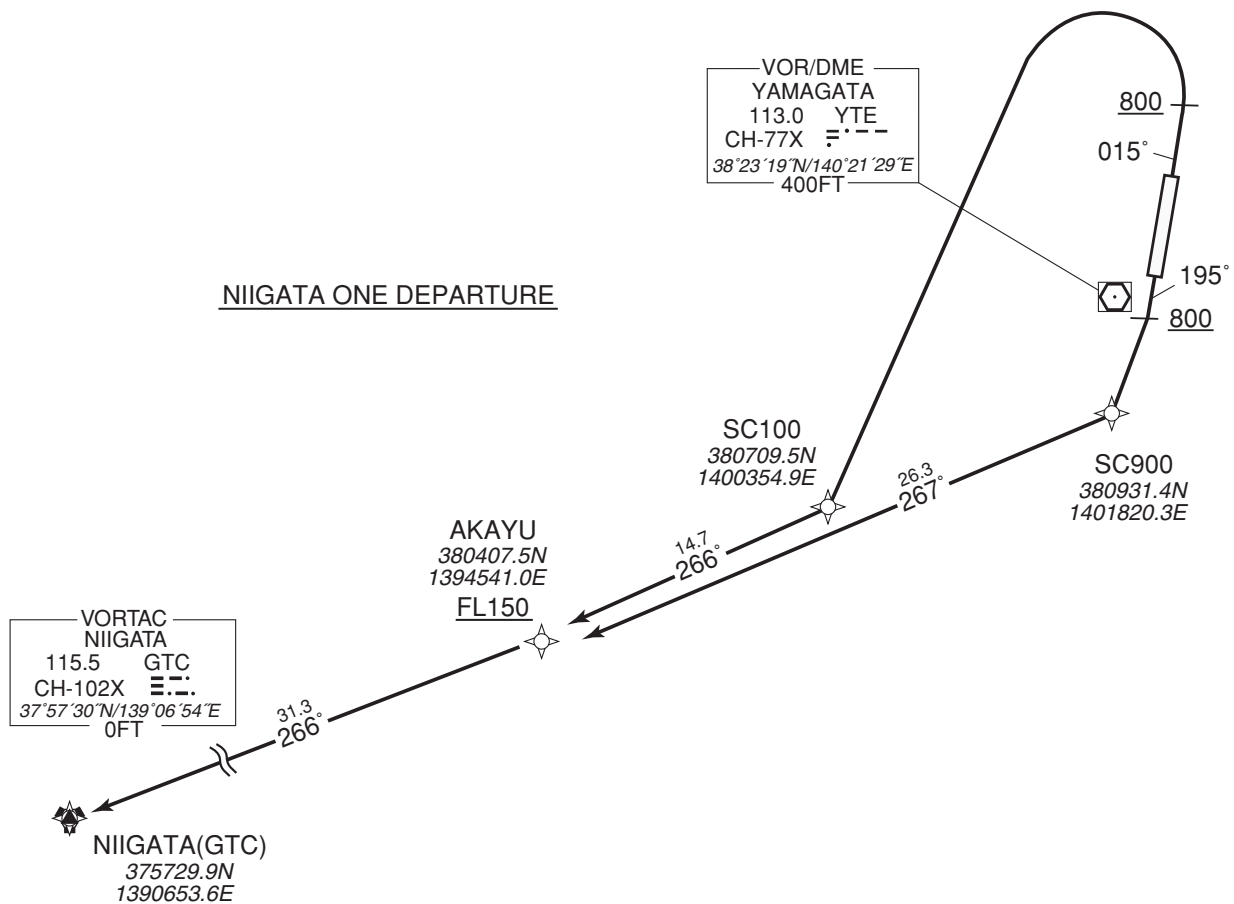 VOR/DME
YAMAGATA
113.0 YTE
CH-77X
38°23´19˝N/140°21´29˝E
400FT
800
015°
195°
800
NIIGATA ONE DEPARTURE
SC100
380709.5N
1400354.9E
SC900
380931.4N
1401820.3E
26.3
267°
14.7
266°
AKAYU
380407.5N
1394541.0E
FL150
VORTAC
NIIGATA
115.5 GTC
CH-102X
37°57´30˝N/139°06´54˝E
0FT
31.3
266°
NIIGATA(GTC)
375729.9N
1390653.6E